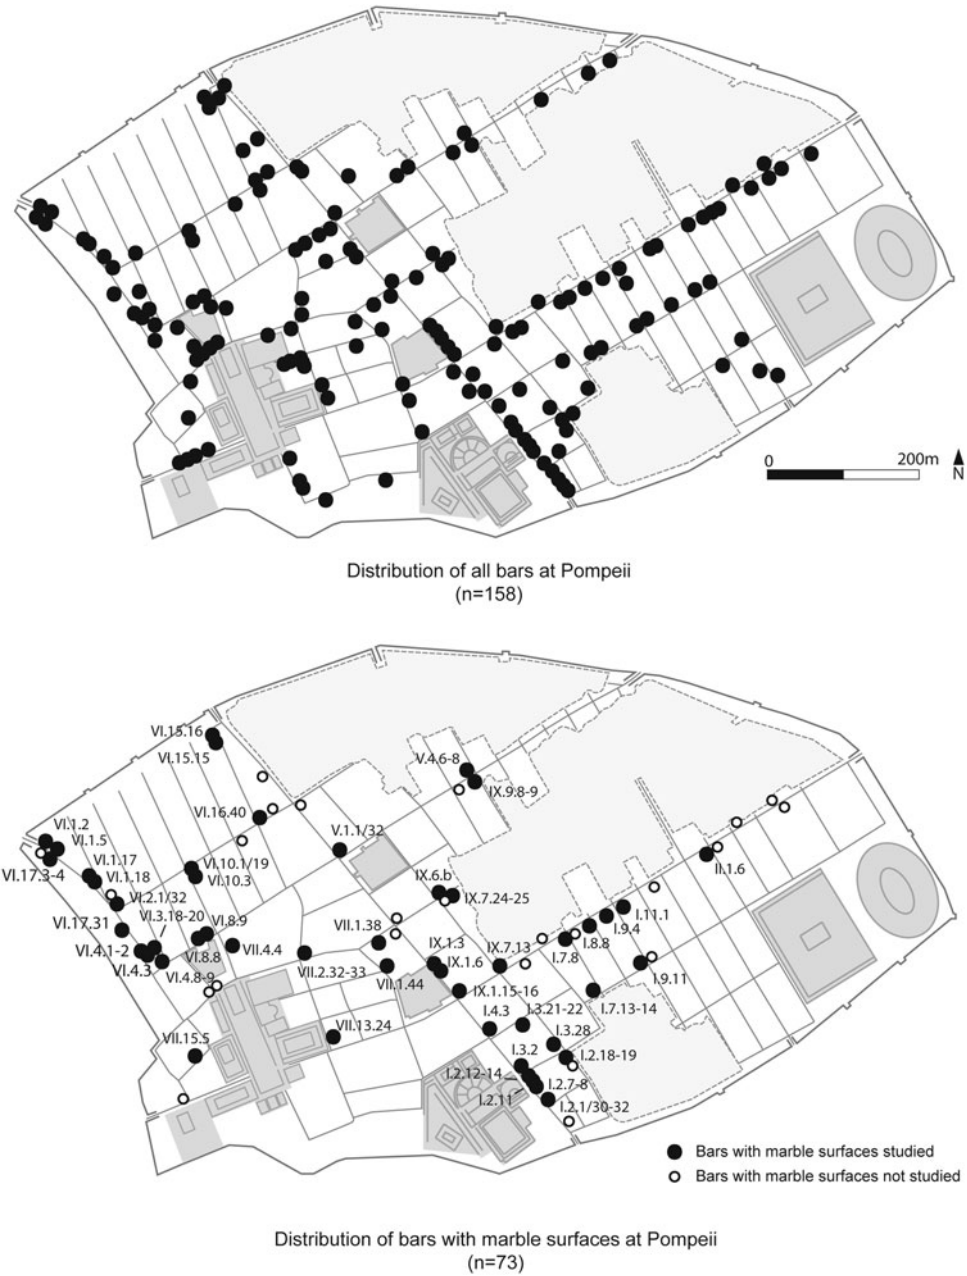 0
200m
N
Distribution of all bars at Pompeii
(n=158)
VI.15.16
VI.15.15
V.4.6-8
IX.9.8-9
VI.16.40
VI.1.2
VI.1.5
V.1.1/32
VI.1.17
VI.10.1/19
VI.17.3-4
VI.1.18
VI.10.3
II.1.6
IX.6.b
VI.2.1/32
IX.7.24-25
VI.3.18-20
VI.17.31
VI.8.9
VII.1.38
I.11.1
I.9.4
VI.4.1-2
VII.4.4
IX.1.3
IX.7.13
I.8.8
VI.8.8
I.7.8
VI.4.3
VII.2.32-33
IX.1.6
VI.4.8-9
VII.1.44
I.9.11
IX.1.15-16
I.4.3
I.3.21-22
I.7.13-14
VII.13.24
VII.15.5
I.3.28
I.3.2
I.2.18-19
I.2.12-14
I.2.7-8
I.2.11
I.2.1/30-32
Bars with marble surfaces studied
Bars with marble surfaces not studied
Distribution of bars with marble surfaces at Pompeii
(n=73)